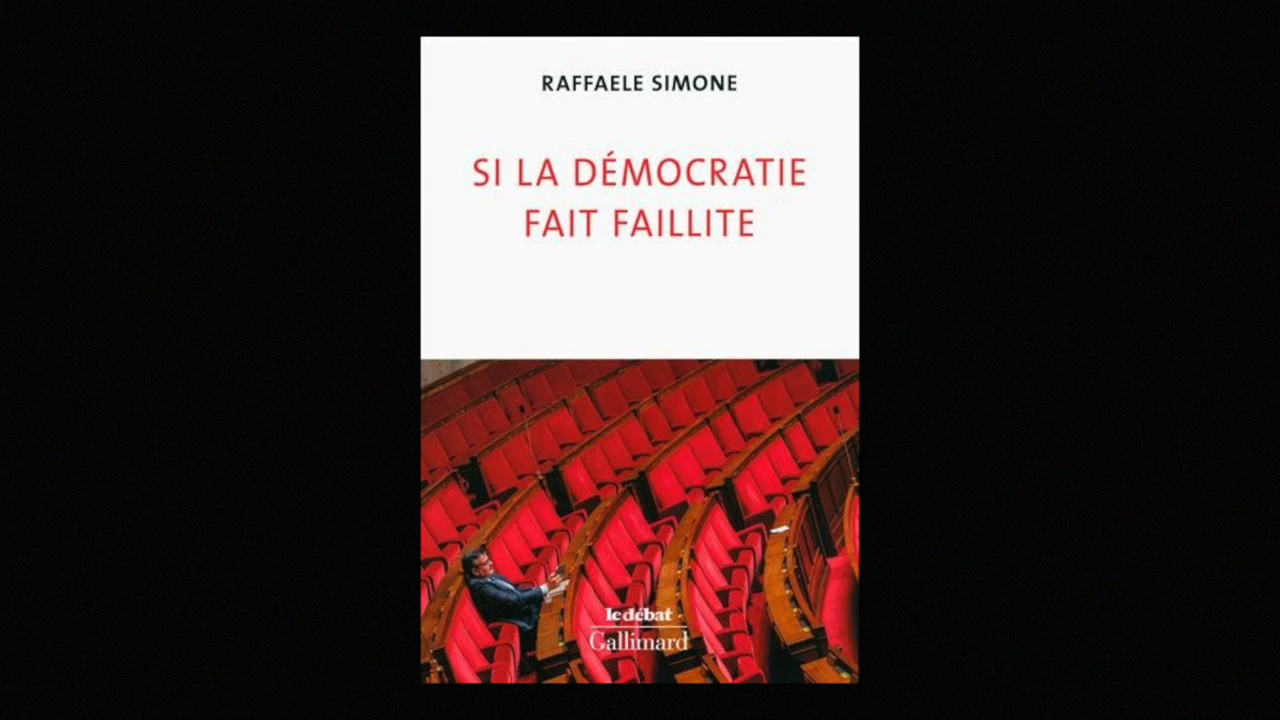 RAFFAELE SIMONE
SI LA DÉMOCRATIE
FAIT FAILLITE
le débat
Gallimard